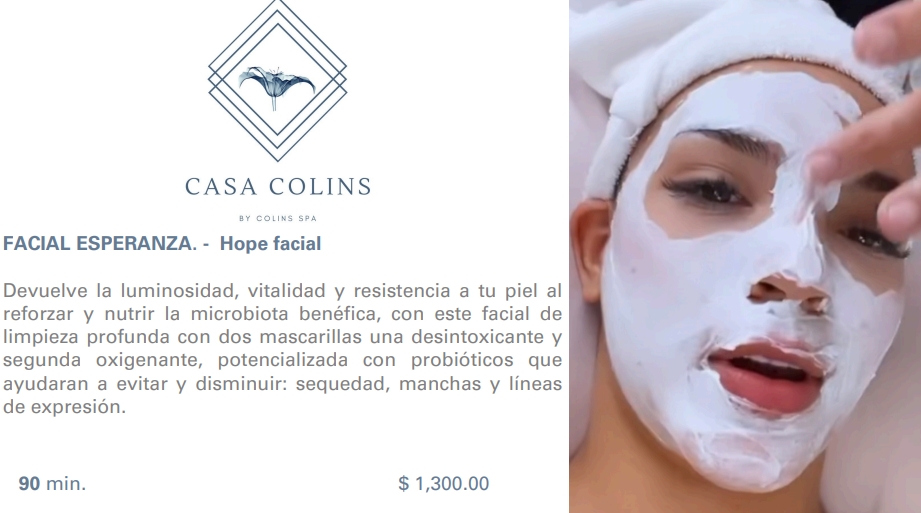 CASA COLINS
BY COLINS SPA
FACIAL ESPERANZA. - Hope facial
Devuelve la luminosidad, vitalidad y resistencia a tu piel al
reforzar y nutrir la microbiota benéfica, con este facial de
limpieza profunda con dos mascarillas una desintoxicante y
segunda oxigenante, potencializada con probióticos que
ayudaran a evitar y disminuir: sequedad, manchas y líneas
de expresión.
90 min. $ 1,300.00